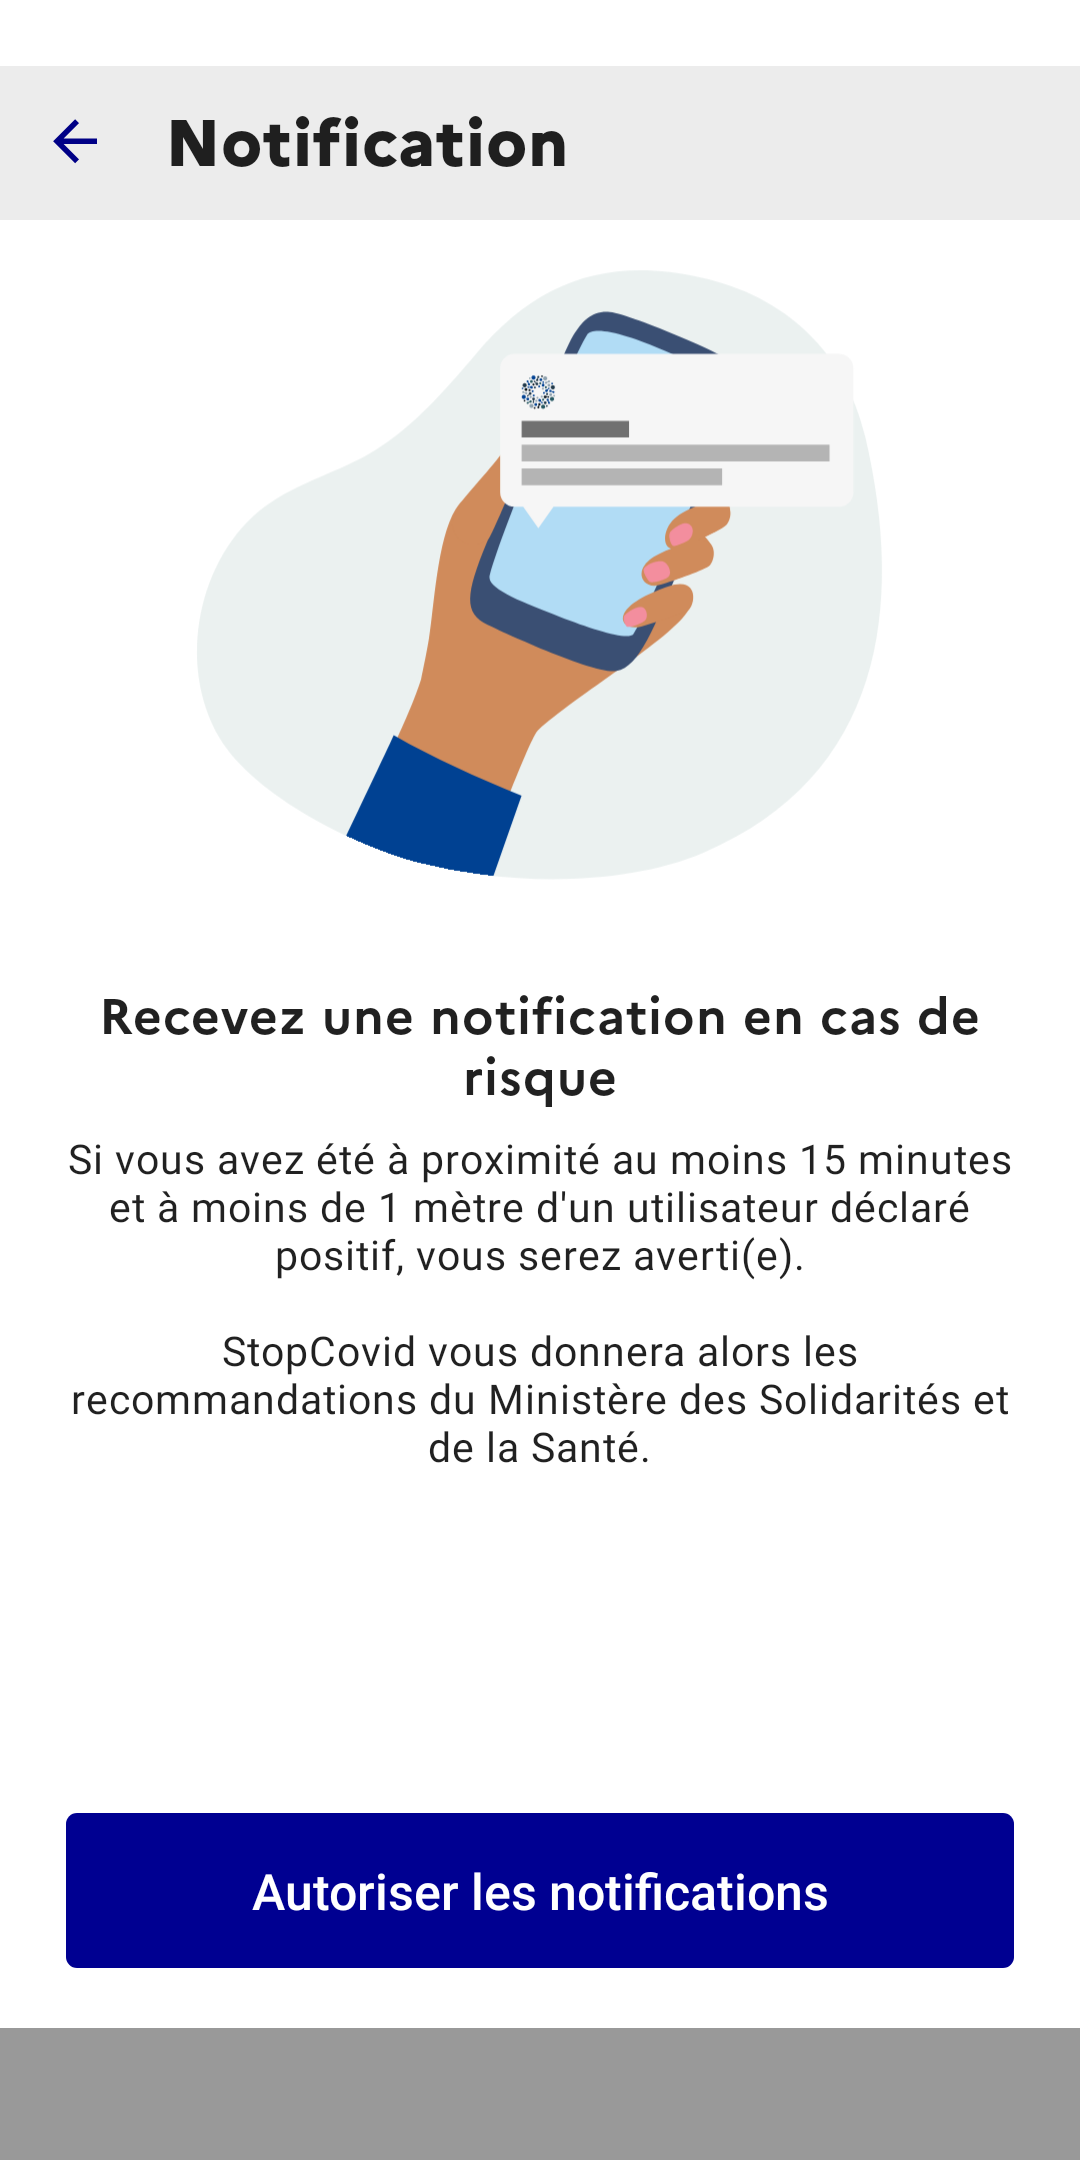 Notification
Recevez une notification en cas de
risque
Si vous avez été à proximité au moins 15 minutes
et à moins de 1 mètre d'un utilisateur déclaré
positif, vous serez averti(e).
StopCovid vous donnera alors les
recommandations du Ministère des Solidarités et
de la Santé.
Autoriser les notifications